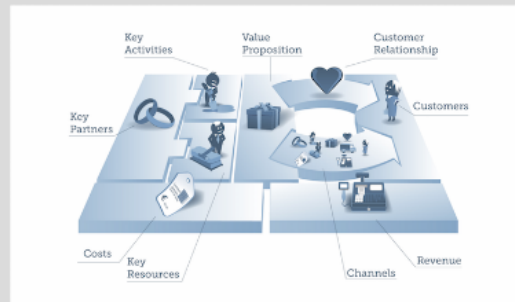 Key
Activities
Value
Proposition
Customer
Relationship
Customers
Key
Partners
Costs
Key
Resources
Channels
Revenue